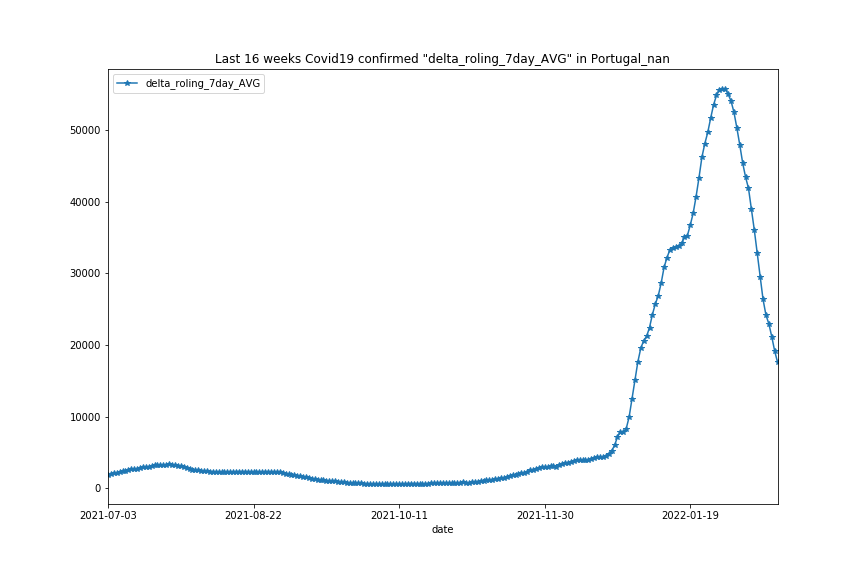 Last 16 weeks Covid19 confirmed "delta_roling_7day_AVG" in Portugal_nan
delta_roling_7day_AVG
50000
40000
30000
20000
10000
0
2021-07-03 2021-08-22 2021-10-11 2021-11-30 2022-01-19
date